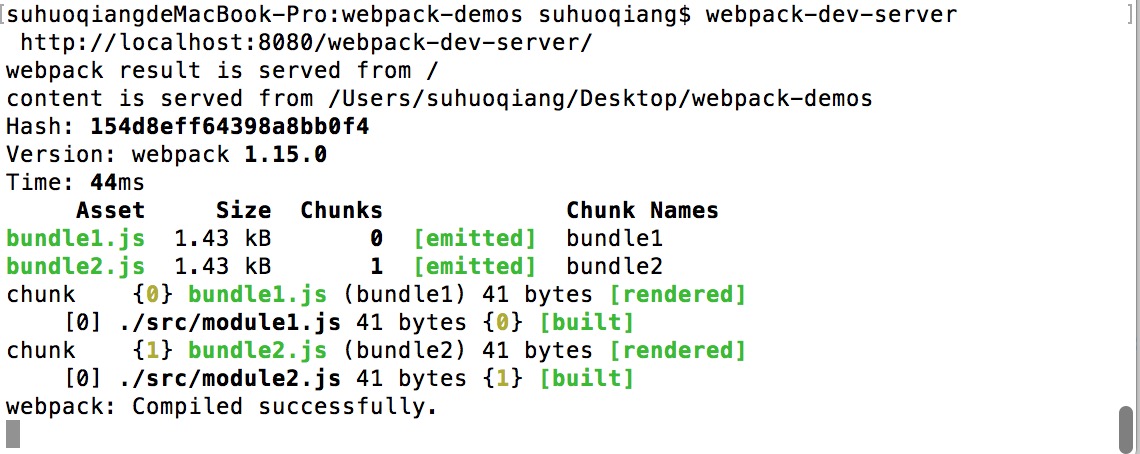 [suhuoqiangdeMacBook-Pro:webpack-demos suhuoqiang$ webpack-dev-server ]
 http://localhost:8080/webpack-dev-server/
webpack result is served from /
content is served from /Users/suhuoqiang/Desktop/webpack-demos
Hash: 154d8eff64398a8bb0f4
Version: webpack 1.15.0
Time: 44ms
     Asset     Size  Chunks             Chunk Names
bundle1.js  1.43 kB       0  [emitted]  bundle1
bundle2.js  1.43 kB       1  [emitted]  bundle2
chunk    {0} bundle1.js (bundle1) 41 bytes [rendered]
    [0] ./src/module1.js 41 bytes {0} [built]
chunk    {1} bundle2.js (bundle2) 41 bytes [rendered]
    [0] ./src/module2.js 41 bytes {1} [built]
webpack: Compiled successfully.